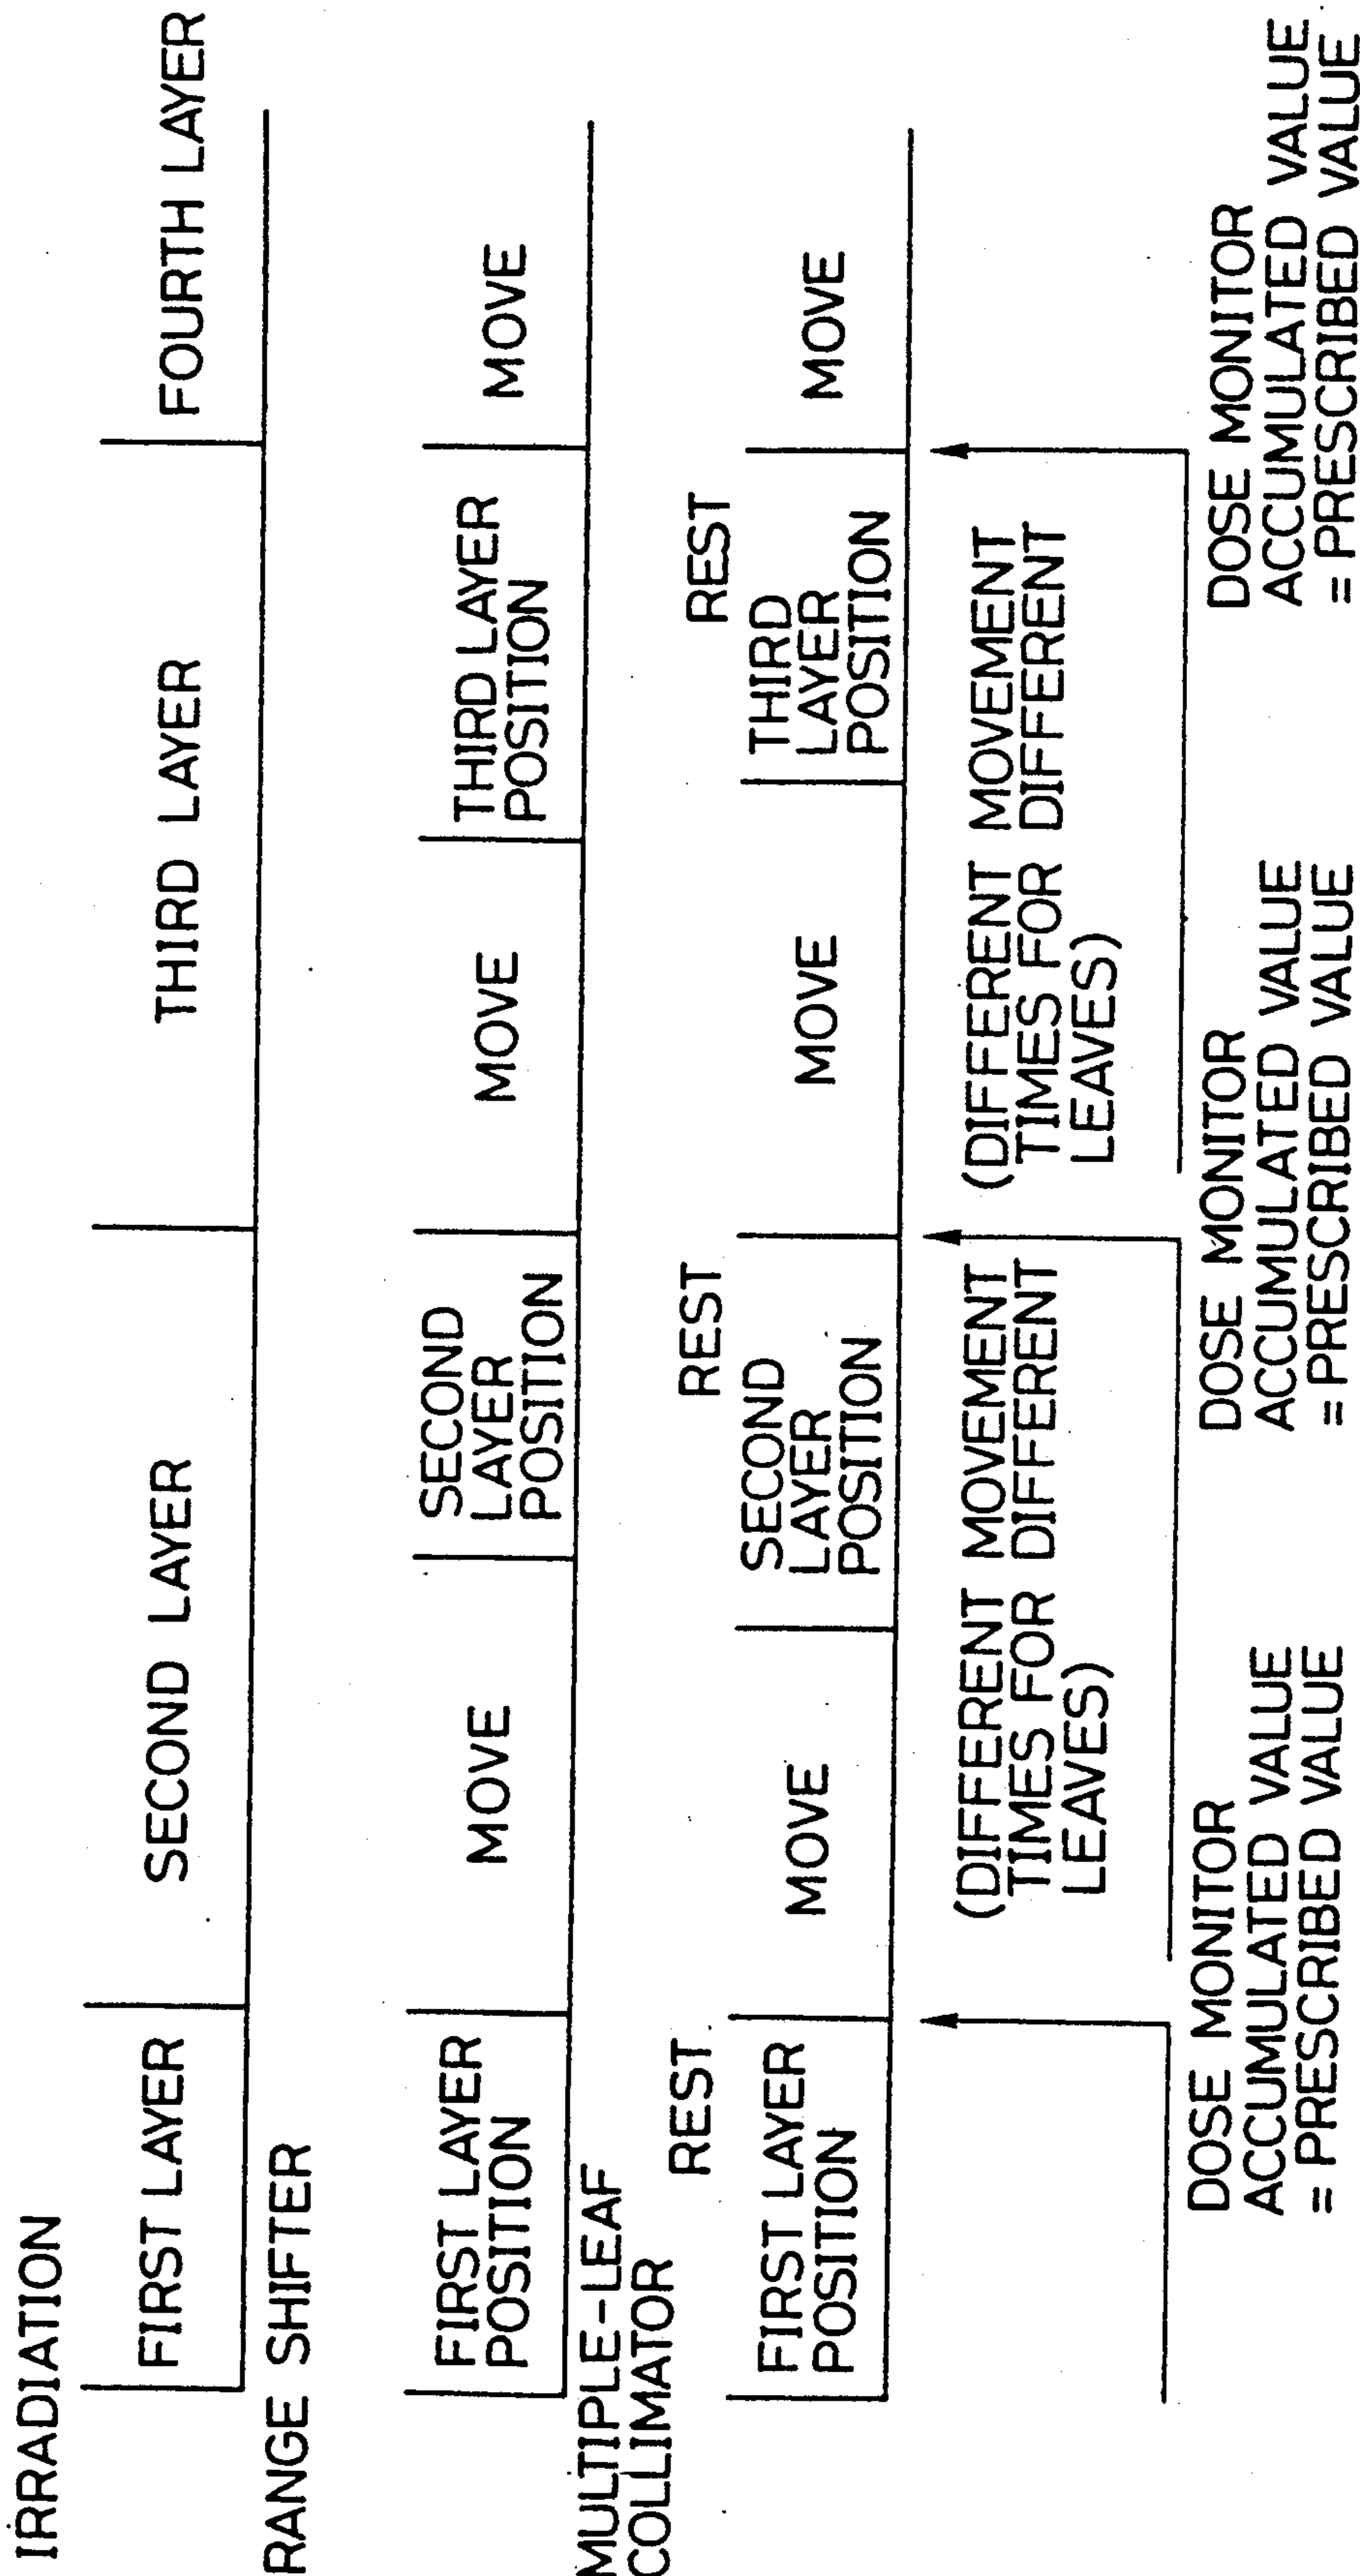 IRRADIATION
FIRST LAYER
SECOND LAYER
THIRD LAYER
FOURTH LAYER
RANGE SHIFTER
FIRST LAYER
POSITION
MOVE
SECOND
LAYER
POSITION
MOVE
THIRD LAYER
POSITION
MOVE
MULTIPLE-LEAF
COLLIMATOR
REST
REST
REST
FIRST LAYER
POSITION
MOVE
SECOND
LAYER
POSITION
MOVE
THIRD
LAYER
POSITION
MOVE
(DIFFERENT MOVEMENT
TIMES FOR DIFFERENT
LEAVES)
(DIFFERENT MOVEMENT
TIMES FOR DIFFERENT
LEAVES)
DOSE MONITOR
ACCUMULATED VALUE
= PRESCRIBED VALUE
DOSE MONITOR
ACCUMULATED VALUE
= PRESCRIBED VALUE
DOSE MONITOR
ACCUMULATED VALUE
= PRESCRIBED VALUE